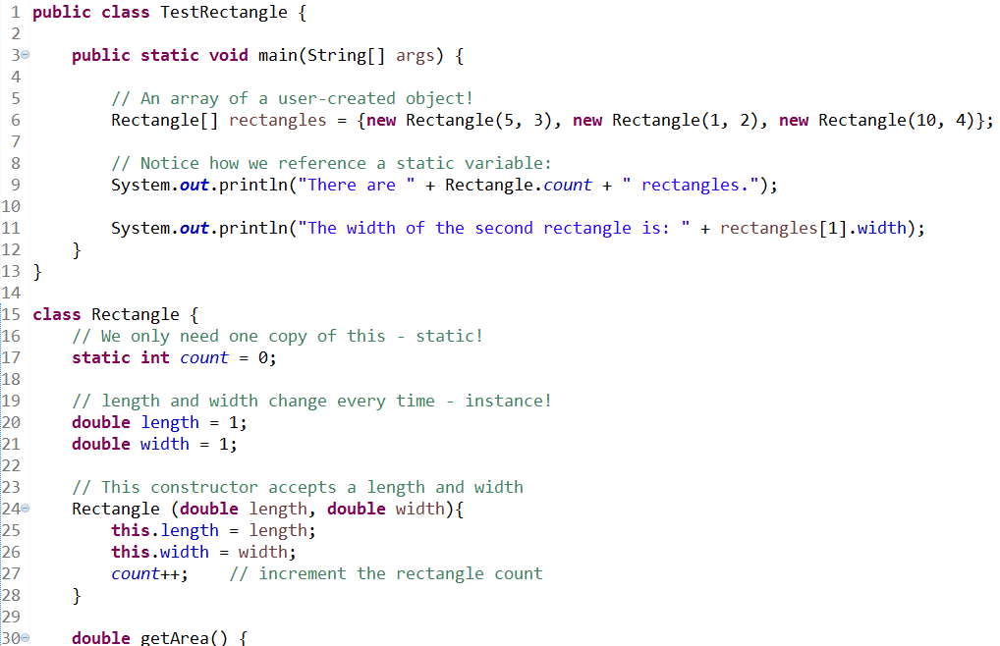 1 public class TestRectangle {
2
3 public static void main(String[] args) {
4
5 // An array of a user-created object!
6 Rectangle[] rectangles = {new Rectangle(5, 3), new Rectangle(1, 2), new Rectangle(10, 4)};
7
8 // Notice how we reference a static variable:
9 System.out.println("There are " + Rectangle.count + " rectangles.");
10
11 System.out.println("The width of the second rectangle is: " + rectangles[1].width);
12 }
13 }
14
15 class Rectangle {
16 // We only need one copy of this - static!
17 static int count = 0;
18
19 // length and width change every time - instance!
20 double length = 1;
21 double width = 1;
22
23 // This constructor accepts a length and width
24 Rectangle (double length, double width){
25 this.length = length;
26 this.width = width;
27 count++; // increment the rectangle count
28 }
29
30 double getArea() {